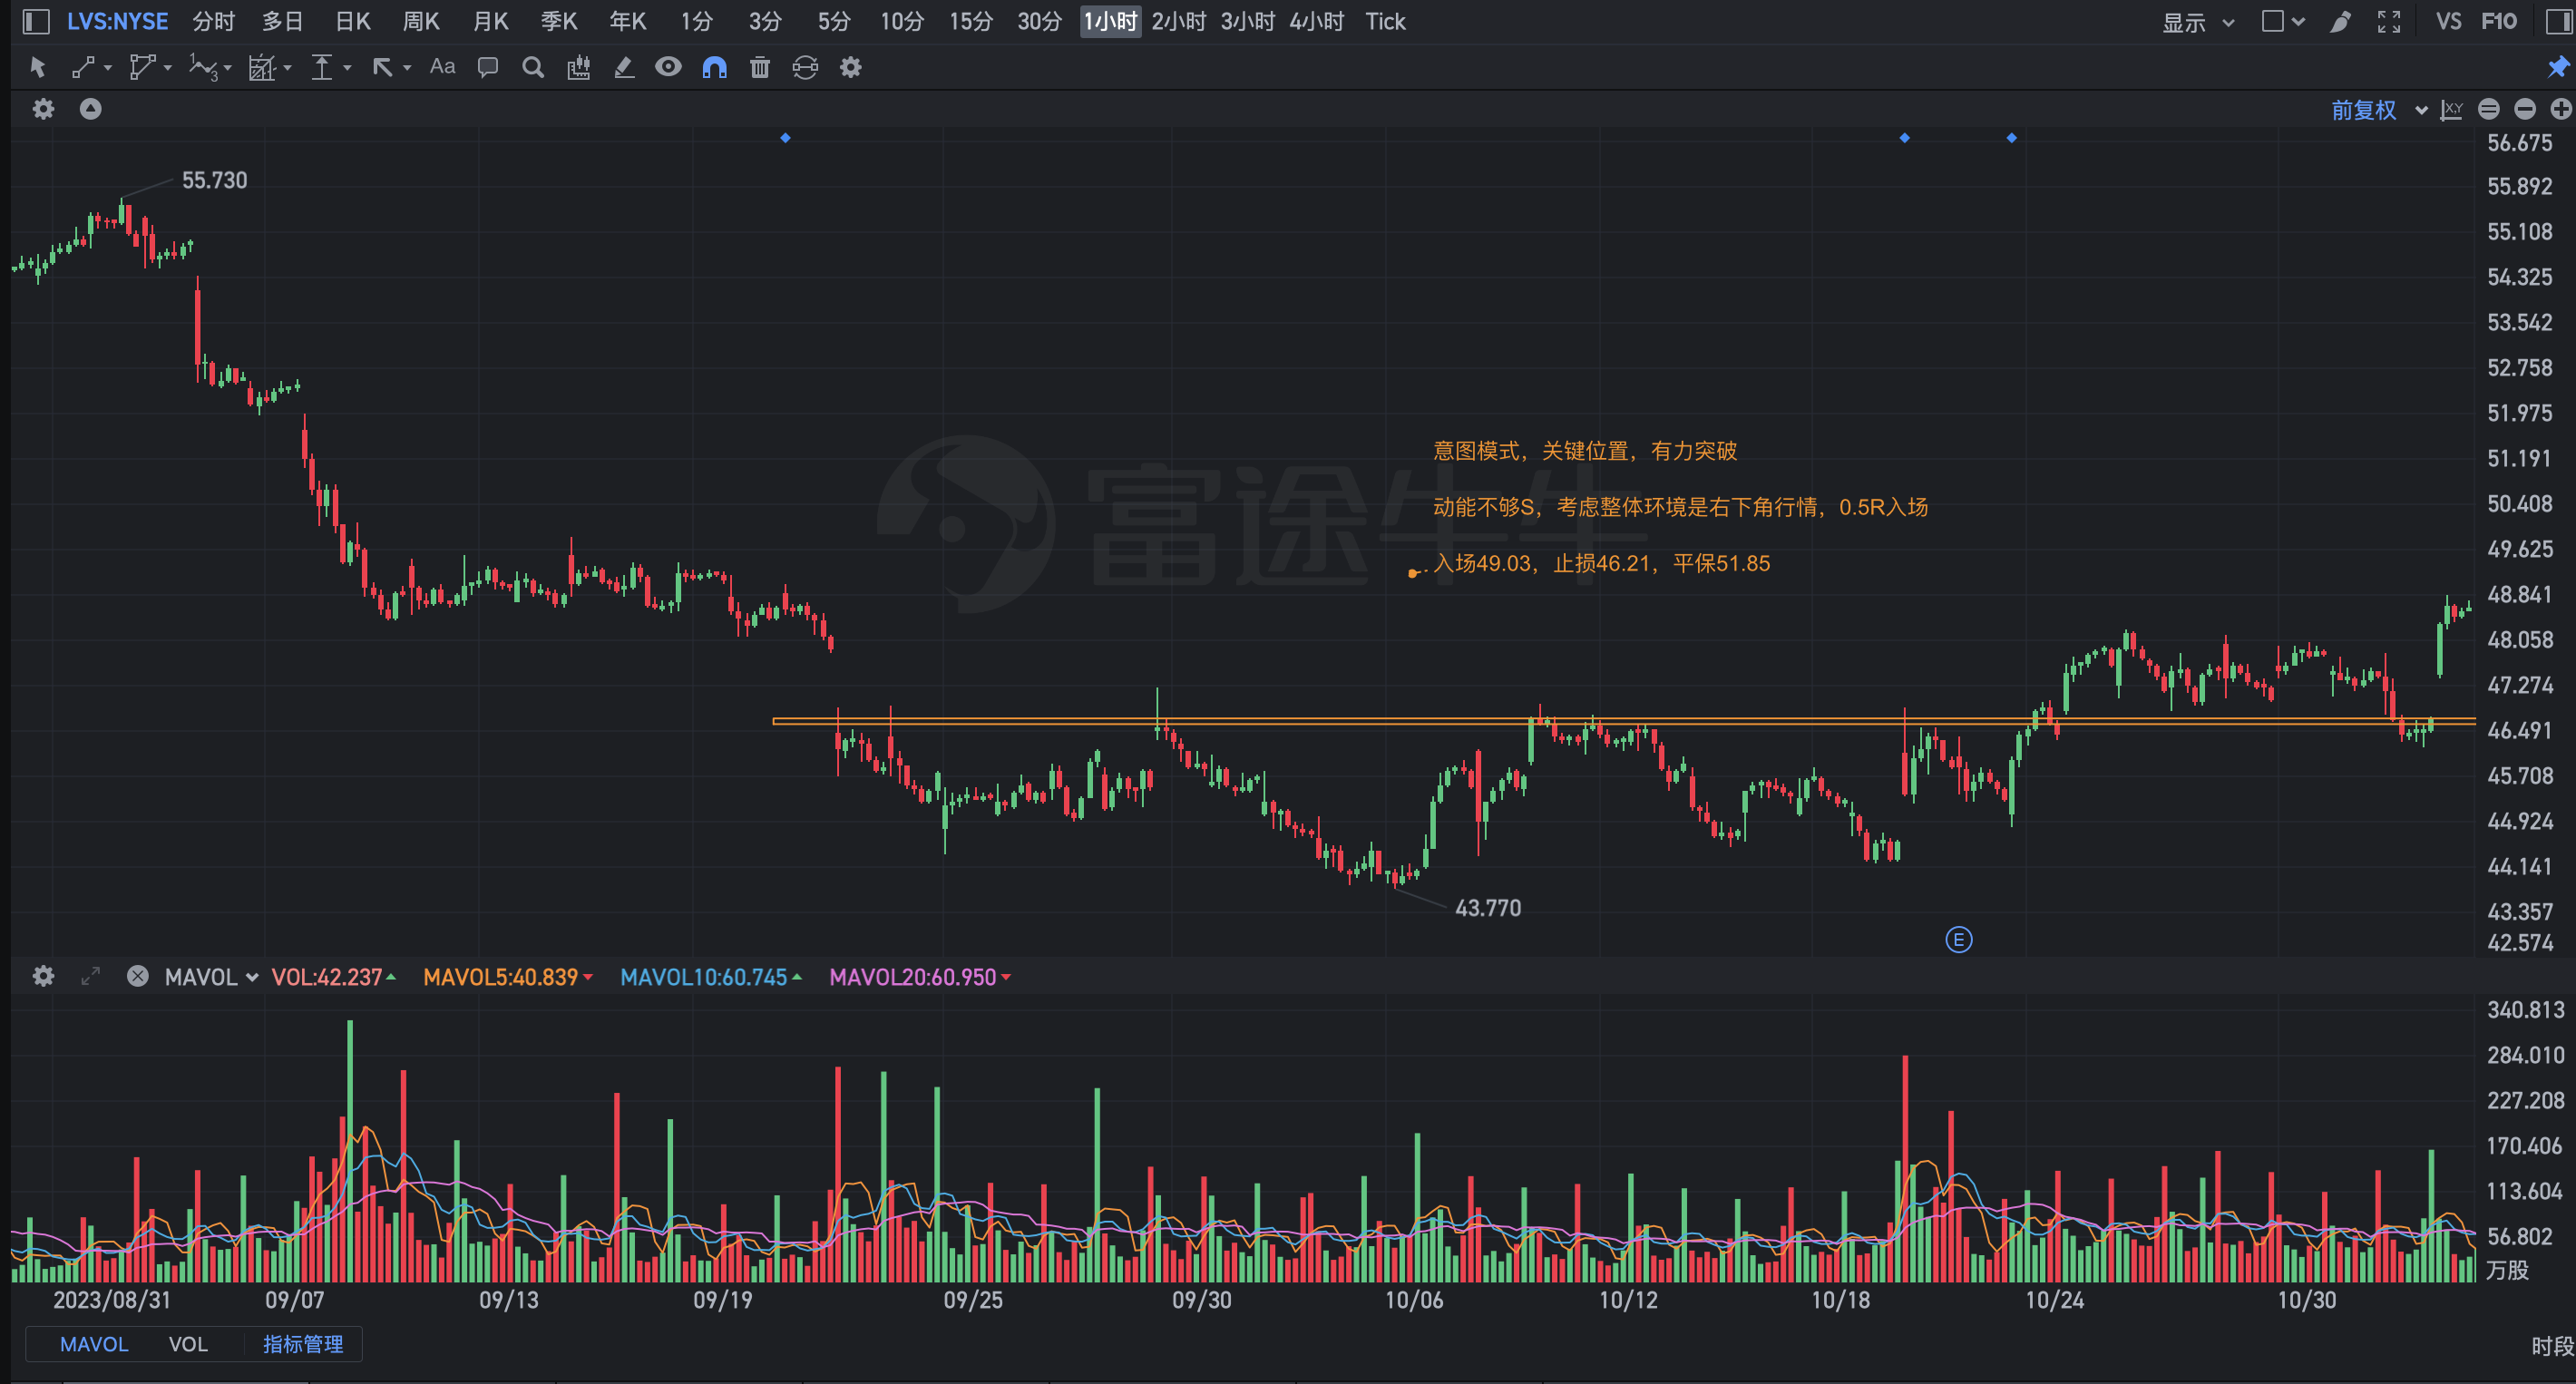 LVS:NYSE 分时 多日 日K 周K 月K 季K 年K 1分 3分 5分 10分 15分 30分 1小时 2小时 3小时 4小时 Tick 显示 VS F10
Aa
前复权 X,Y
56.675
55.730
55.892
55.108
54.325
53.542
52.758
51.975
意图模式，关键位置，有力突破
51.191
富途牛牛
动能不够S，考虑整体环境是右下角行情，0.5R入场
50.408
入场49.03，止损46.21，平保51.85
49.625
48.841
48.058
47.274
46.491
45.708
44.924
44.141
43.770
43.357
E
42.574
MAVOL VOL:42.237 MAVOL5:40.839 MAVOL10:60.745 MAVOL20:60.950
340.813
284.010
227.208
170.406
113.604
56.802
万股
2023/08/31 09/07 09/13 09/19 09/25 09/30 10/06 10/12 10/18 10/24 10/30
MAVOL VOL 指标管理 时段